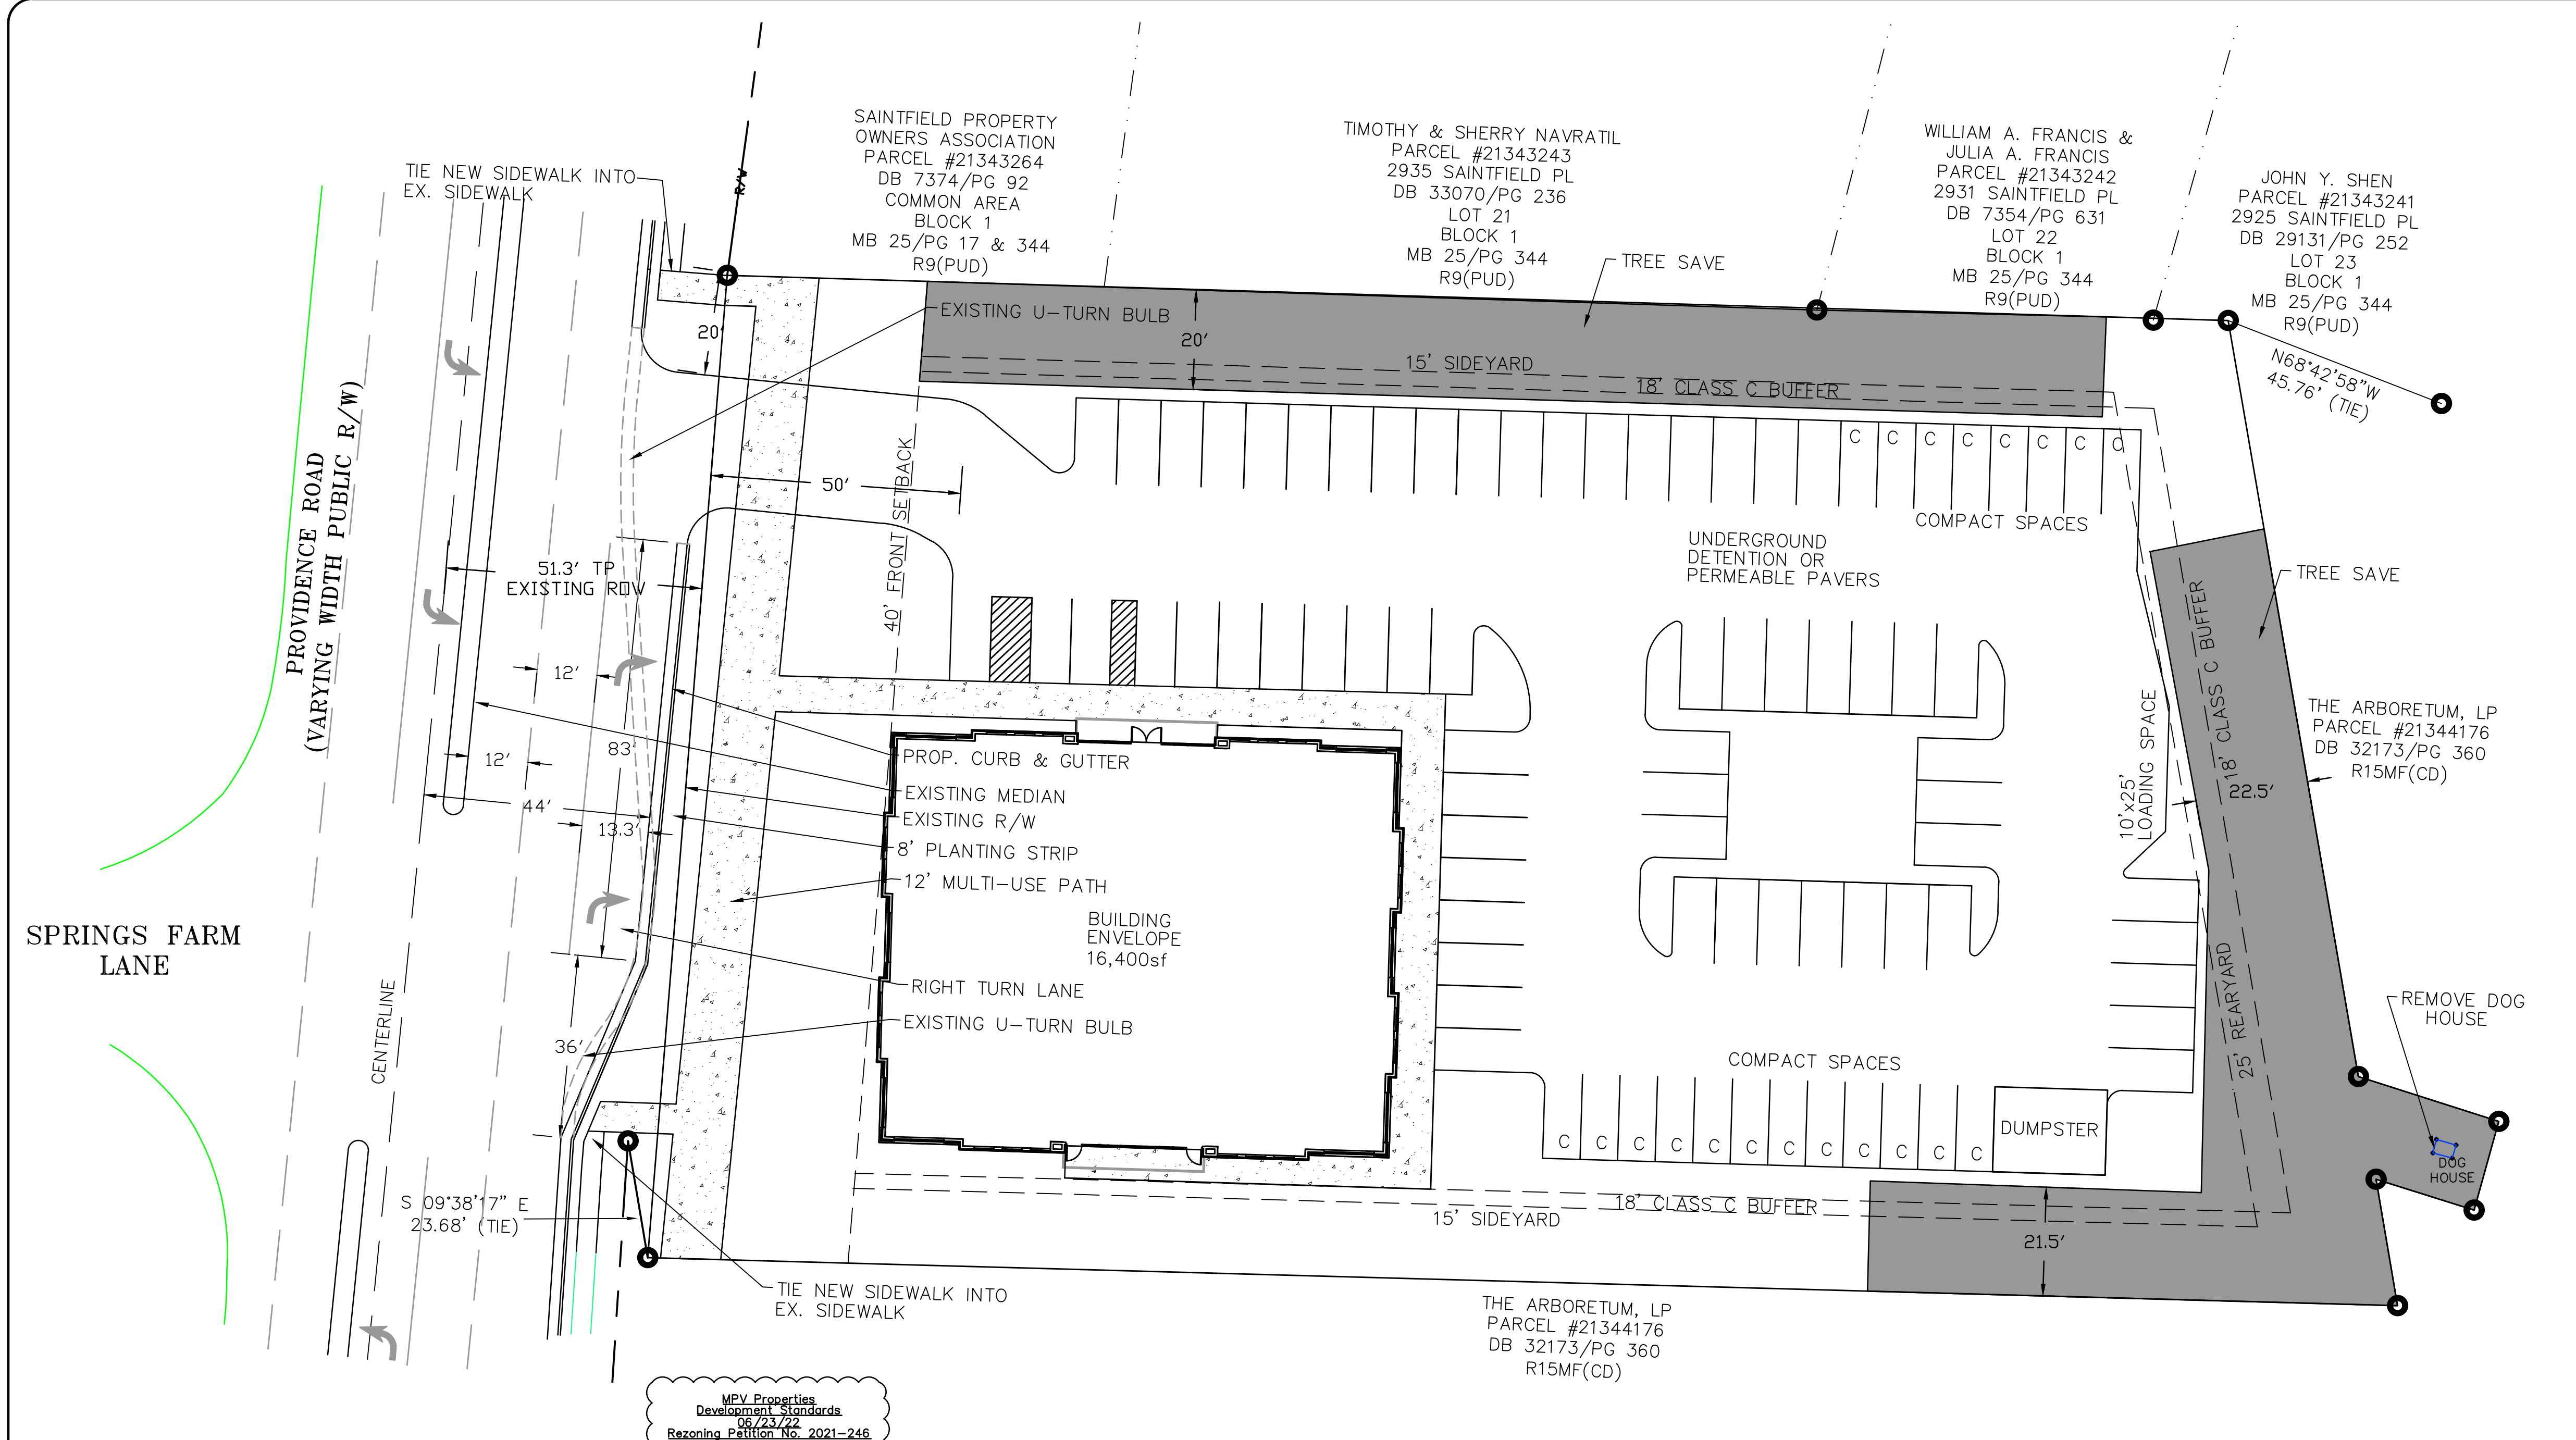 SAINTFIELD PROPERTY
OWNERS ASSOCIATION
PARCEL #21343264
DB 7374/PG 92
COMMON AREA
BLOCK 1
MB 25/PG 17 & 344
R9(PUD)
TIMOTHY & SHERRY NAVRATIL
PARCEL #21343243
2935 SAINTFIELD PL
DB 33070/PG 236
LOT 21
BLOCK 1
MB 25/PG 344
R9(PUD)
WILLIAM A. FRANCIS &
JULIA A. FRANCIS
PARCEL #21343242
2931 SAINTFIELD PL
DB 7354/PG 631
LOT 22
BLOCK 1
MB 25/PG 344
R9(PUD)
JOHN Y. SHEN
PARCEL #21343241
2925 SAINTFIELD PL
DB 29131/PG 252
LOT 23
BLOCK 1
MB 25/PG 344
R9(PUD)
TIE NEW SIDEWALK INTO
EX. SIDEWALK
R/W
TREE SAVE
EXISTING U-TURN BULB
20'
20'
15' SIDEYARD
18' CLASS C BUFFER
N68°42'58"W
45.76' (TIE)
PROVIDENCE ROAD
(VARYING WIDTH PUBLIC R/W)
40' FRONT SETBACK
50'
C C C C C C C C
COMPACT SPACES
UNDERGROUND
DETENTION OR
PERMEABLE PAVERS
51.3' TP
EXISTING ROW
TREE SAVE
18' CLASS C BUFFER
12'
83'
12'
44'
13.3'
PROP. CURB & GUTTER
EXISTING MEDIAN
EXISTING R/W
8' PLANTING STRIP
12' MULTI-USE PATH
BUILDING
ENVELOPE
16,400sf
RIGHT TURN LANE
EXISTING U-TURN BULB
10'x25'
LOADING SPACE
22.5'
THE ARBORETUM, LP
PARCEL #21344176
DB 32173/PG 360
R15MF(CD)
SPRINGS FARM
LANE
CENTERLINE
36'
25' REARYARD
REMOVE DOG
HOUSE
COMPACT SPACES
C C C C C C C C C C C C
DUMPSTER
DOG
HOUSE
S 09°38'17" E
23.68' (TIE)
18' CLASS C BUFFER
15' SIDEYARD
21.5'
TIE NEW SIDEWALK INTO
EX. SIDEWALK
THE ARBORETUM, LP
PARCEL #21344176
DB 32173/PG 360
R15MF(CD)
MPV Properties
Development Standards
06/23/22
Rezoning Petition No. 2021-246